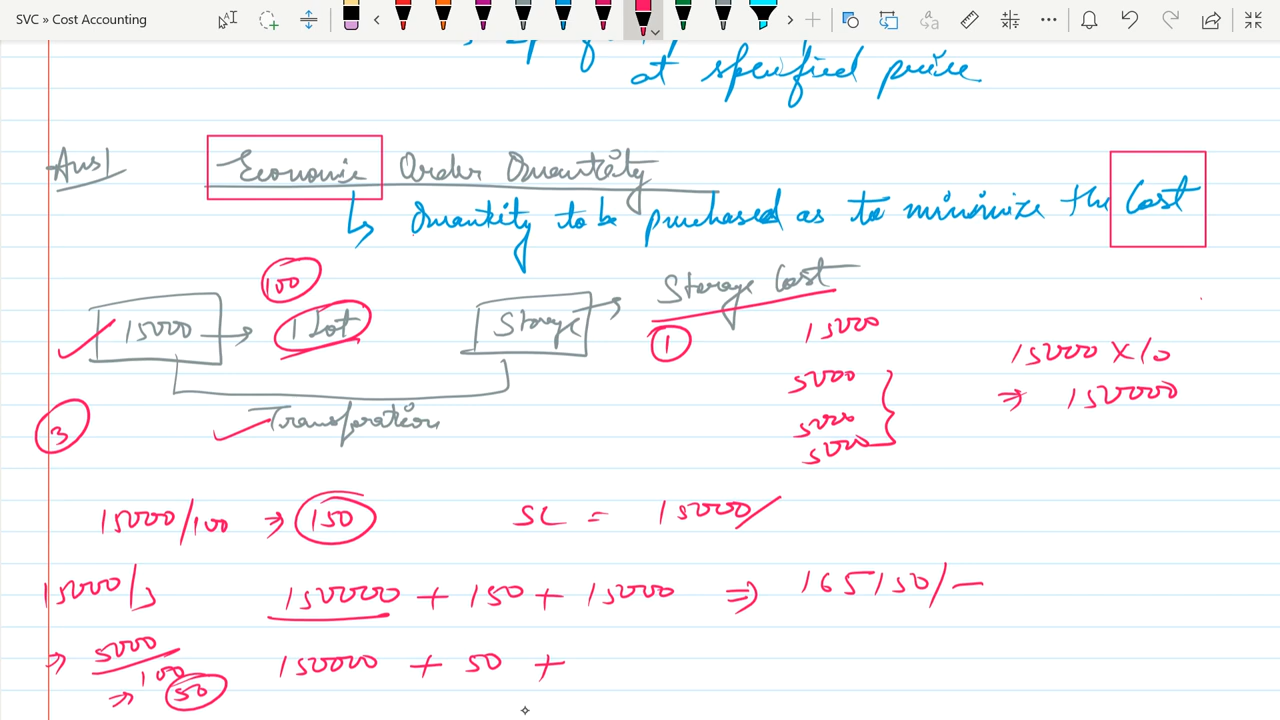 SVC » Cost Accounting
at specified price
Ans1 Economic Order Quantity
↳ Quantity to be purchased as to minimize the Cost
100
15000 → 1 Lot Storage → Storage Cost
1 15000
15000 X 10
5000 ⇒ 150000
5000
5000
3 Transporation
15000/100 ⇒ 150 SC = 15000/
15000/3 150000 + 150 + 15000 ⇒ 165150/-
⇒ 5000/100 150000 + 50 +
⇒ 50